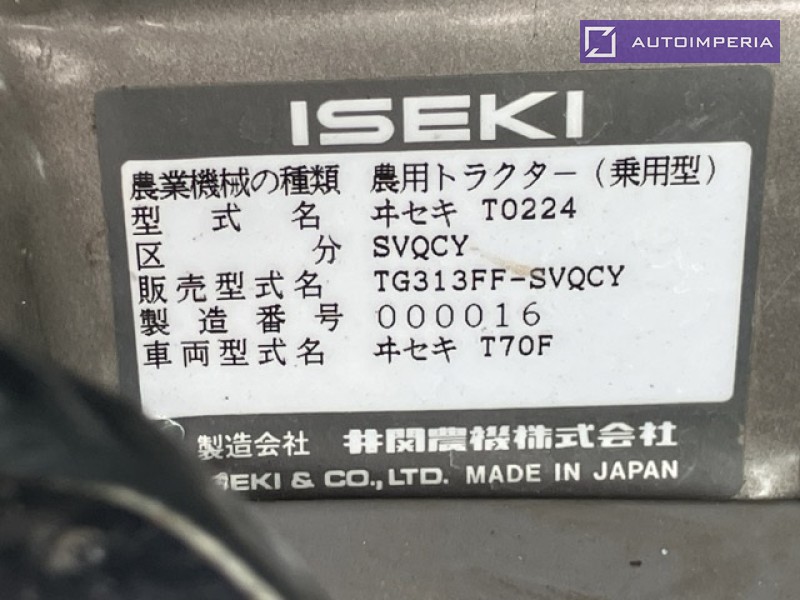 AUTOIMPERIA
ISEKI
農業機械の種類 農用トラクター(乗用型)
型式名 ヰセキ T0224
区分 SVQCY
販売型式名 TG313FF-SVQCY
製造番号 000016
車両型式名 ヰセキ T70F
製造会社 井関農機株式会社
EKI & CO.,LTD. MADE IN JAPAN